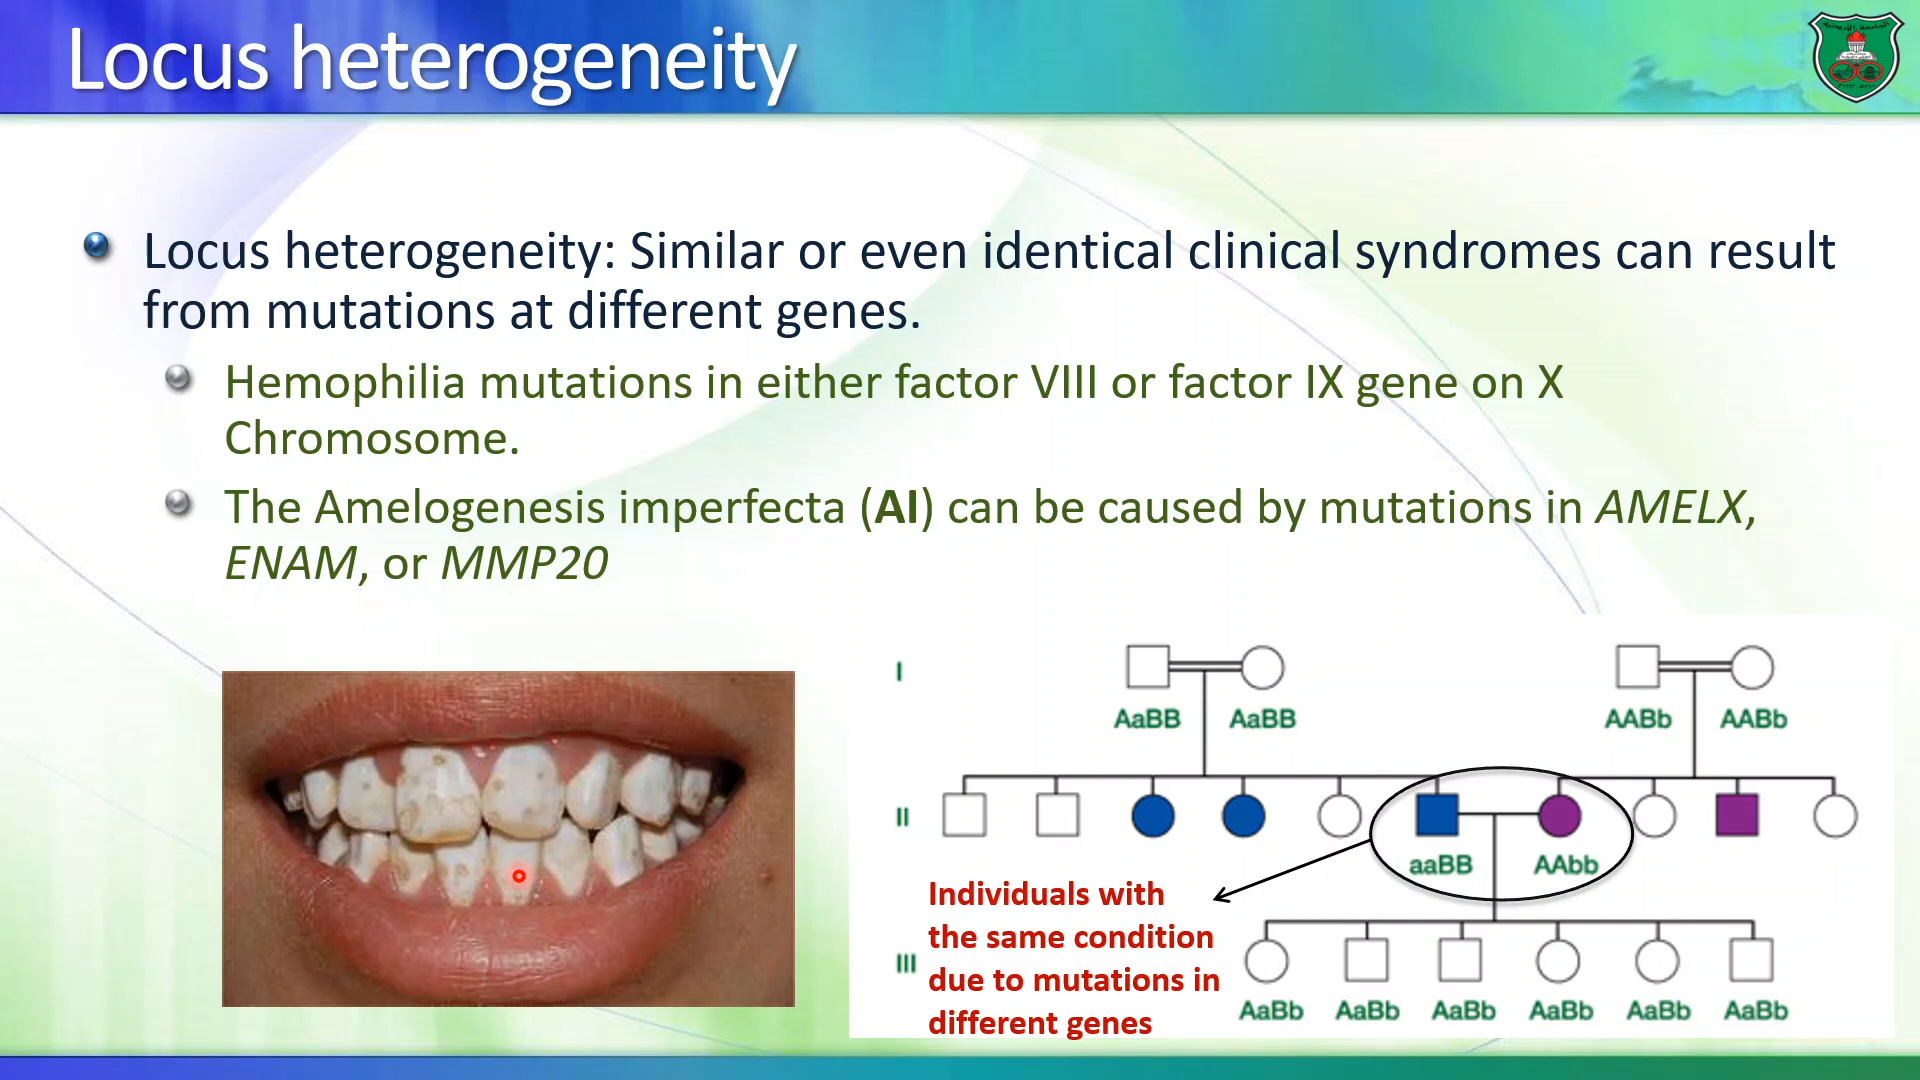 Locus heterogeneity
Locus heterogeneity: Similar or even identical clinical syndromes can result
from mutations at different genes.
Hemophilia mutations in either factor VIII or factor IX gene on X
Chromosome.
The Amelogenesis imperfecta (AI) can be caused by mutations in AMELX,
ENAM, or MMP20
I
AaBB AaBB AABb AABb
II
aaBB AAbb
Individuals with
the same condition
due to mutations in
different genes
III
AaBb AaBb AaBb AaBb AaBb AaBb